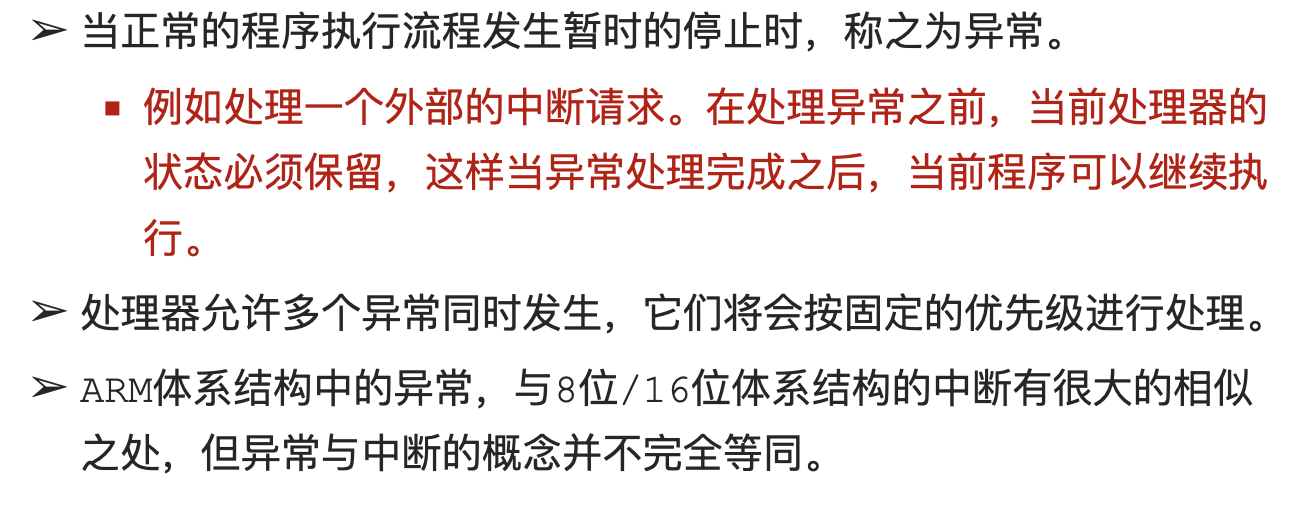 ➢ 当正常的程序执行流程发生暂时的停止时，称之为异常。
▪ 例如处理一个外部的中断请求。在处理异常之前，当前处理器的
状态必须保留，这样当异常处理完成之后，当前程序可以继续执
行。
➢ 处理器允许多个异常同时发生，它们将会按固定的优先级进行处理。
➢ ARM体系结构中的异常，与8位/16位体系结构的中断有很大的相似
之处，但异常与中断的概念并不完全等同。